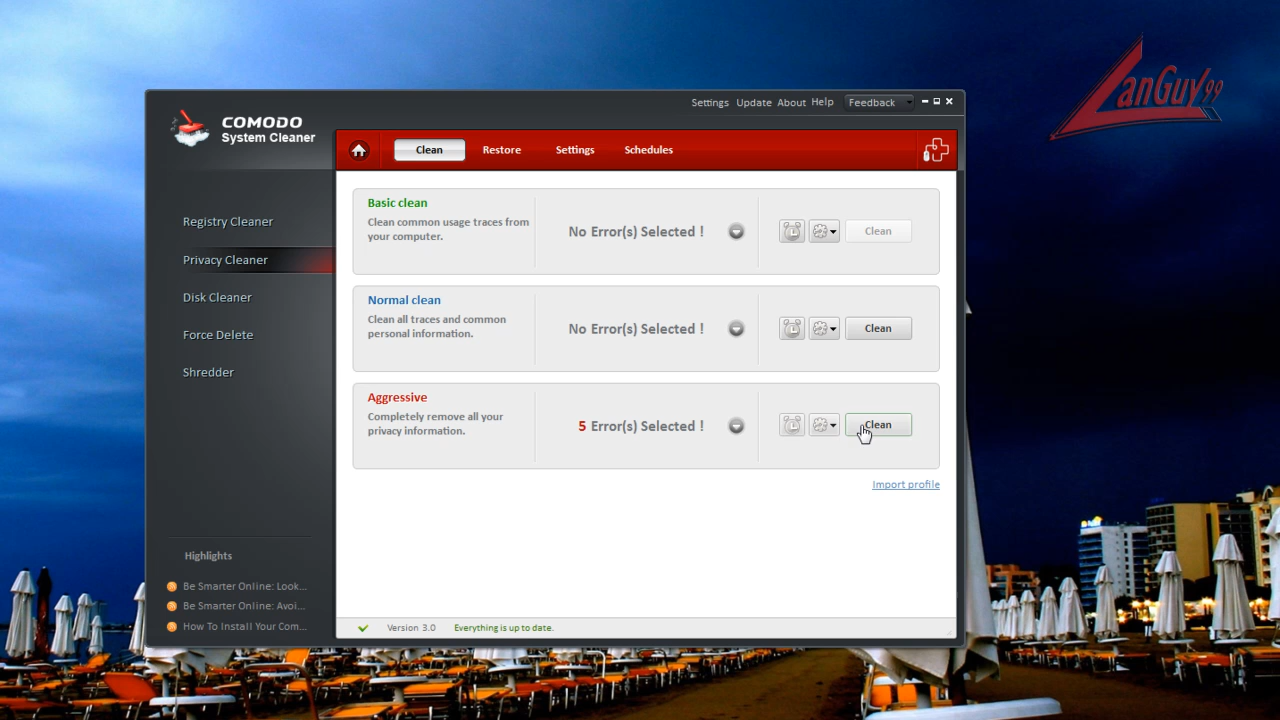 LanGuy99
Settings Update About Help Feedback
COMODO
System Cleaner
Clean Restore Settings Schedules
Registry Cleaner
Privacy Cleaner
Disk Cleaner
Force Delete
Shredder
Basic clean
Clean common usage traces from
your computer.
No Error(s) Selected !
Clean
Normal clean
Clean all traces and common
personal information.
No Error(s) Selected !
Clean
Aggressive
Completely remove all your
privacy information.
5 Error(s) Selected !
Clean
Import profile
Highlights
Be Smarter Online: Look...
Be Smarter Online: Avoi...
How To Install Your Com...
Version 3.0 Everything is up to date.